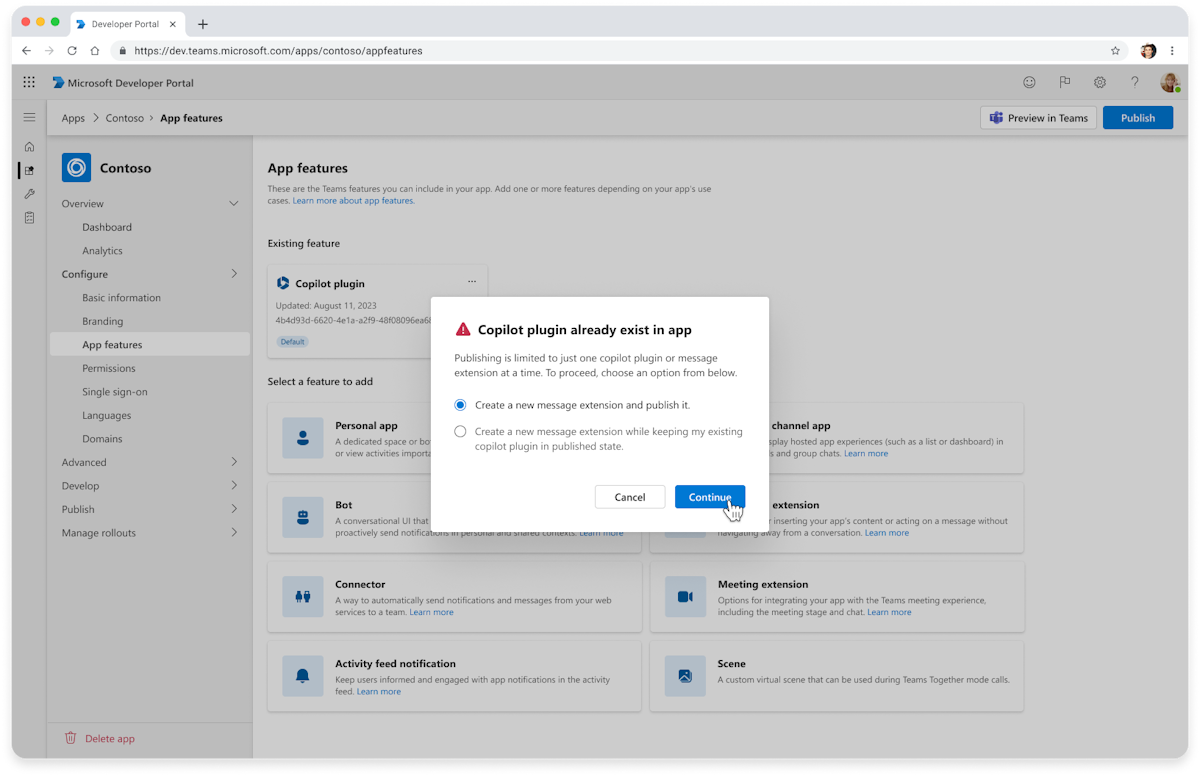 Developer Portal
https://dev.teams.microsoft.com/apps/contoso/appfeatures
Microsoft Developer Portal
Apps
Contoso
App features
Preview in Teams
Publish
Contoso
Overview
Dashboard
Analytics
Configure
Basic information
Branding
App features
Permissions
Single sign-on
Languages
Domains
Advanced
Develop
Publish
Manage rollouts
Delete app
App features
These are the Teams features you can include in your app. Add one or more features depending on your app's use
cases. Learn more about app features.
Existing feature
Copilot plugin
Updated: August 11, 2023
4b4d93d-6620-4e1a-a2f9-48f08096ea6
Default
Select a feature to add
Copilot plugin already exist in app
Publishing is limited to just one copilot plugin or message
extension at a time. To proceed, choose an option from below.
Create a new message extension and publish it.
Create a new message extension while keeping my existing
copilot plugin in published state.
Cancel
Continue
Personal app
A dedicated space or
or view activities
channel app
display hosted app experiences (such as a list or dashboard) in
and group chats. Learn more
Bot
A conversational UI that
proactively send notifications in personal and shared contexts. Learn more
extension
inserting your app's content or acting on a message without
navigating away from a conversation. Learn more
Connector
A way to automatically send notifications and messages from your web
services to a team. Learn more
Meeting extension
Options for integrating your app with the Teams meeting experience,
including the meeting stage and chat. Learn more
Activity feed notification
Keep users informed and engaged with app notifications in the activity
feed. Learn more
Scene
A custom virtual scene that can be used during Teams Together mode calls.